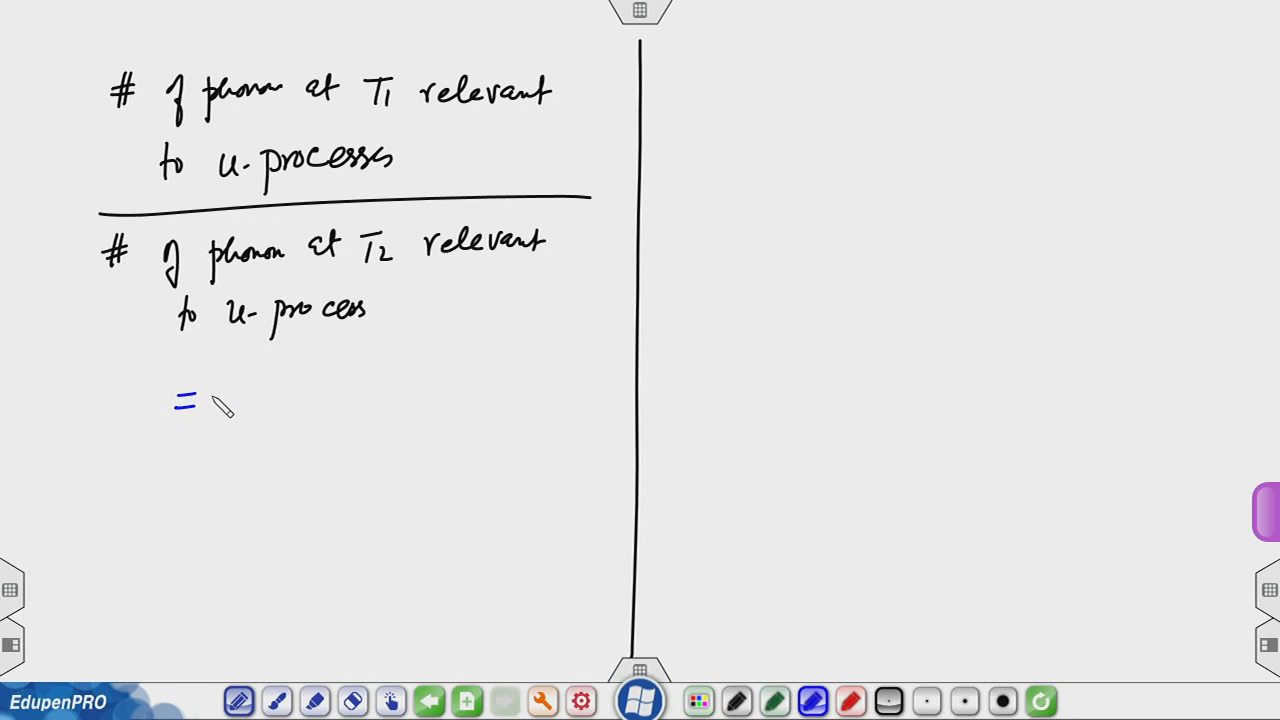 # of phonon at T1 relevant
to u-processes
# of phonon at T2 relevant
to u-process
=
EdupenPRO